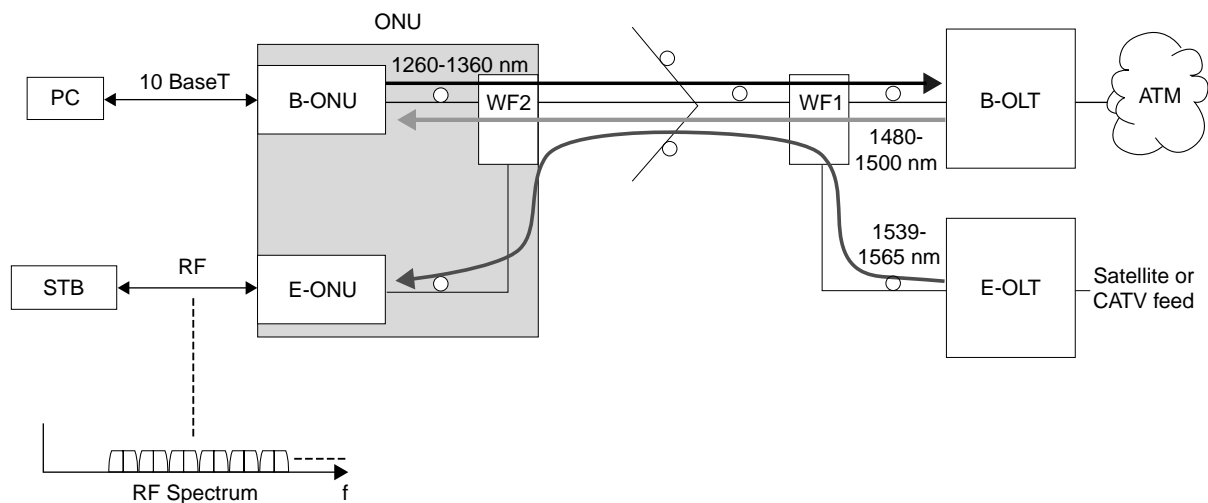 ONU
1260-1360 nm
10 BaseT
PC
B-ONU
WF2
WF1
B-OLT
ATM
1480-
1500 nm
1539-
1565 nm
RF
STB
E-ONU
E-OLT
Satellite or
CATV feed
RF Spectrum
f